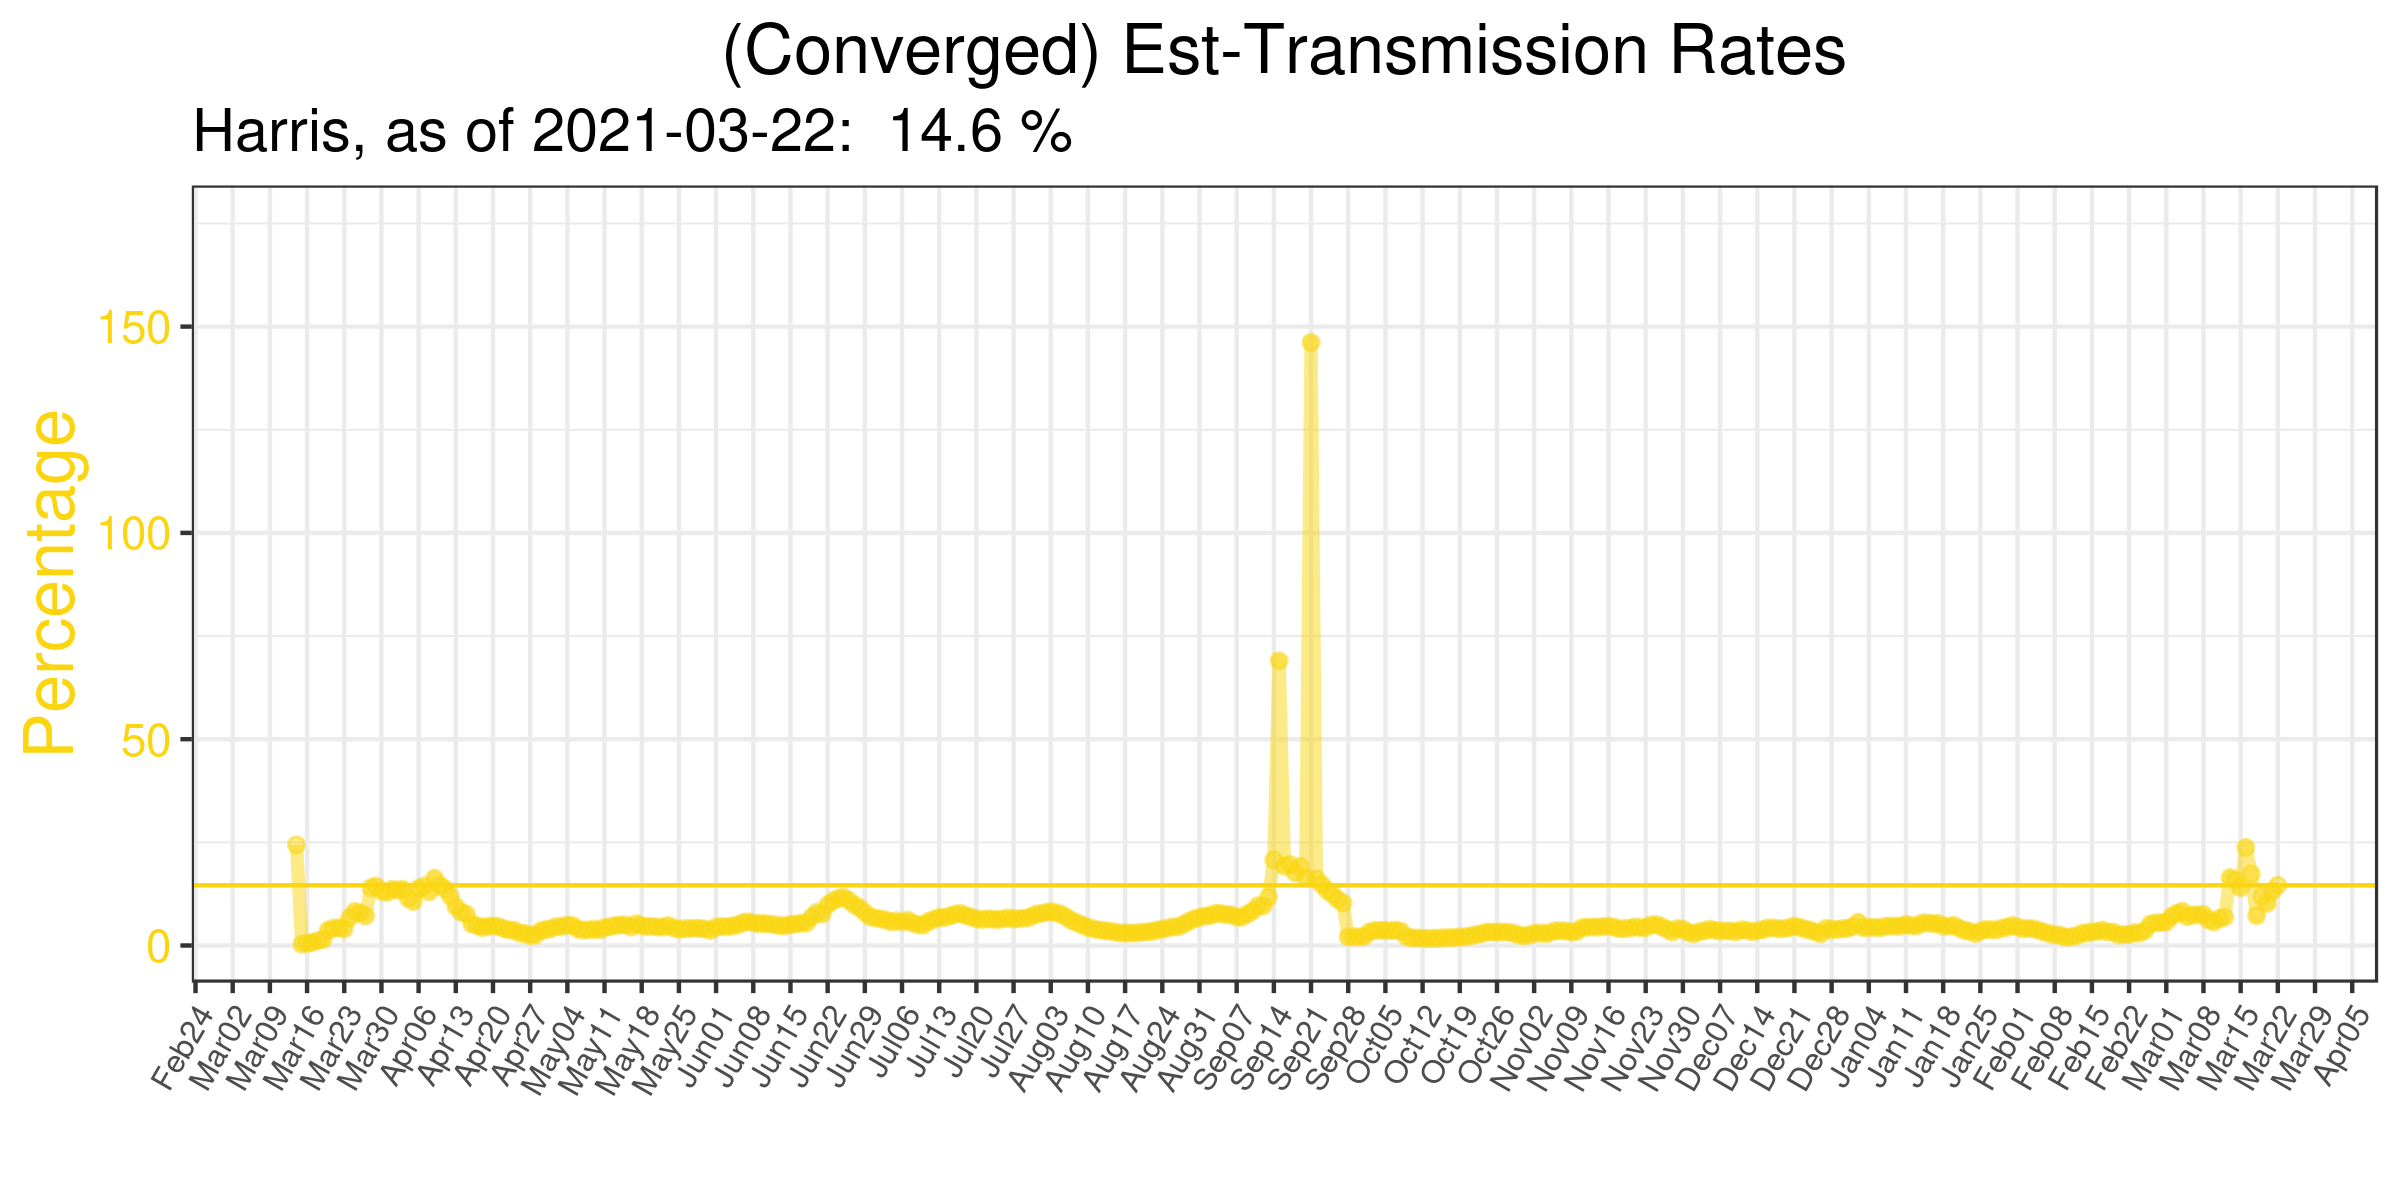 (Converged) Est-Transmission Rates
Harris, as of 2021-03-22:  14.6 %
Percentage
150
100
50
0
Feb24
Mar02
Mar09
Mar16
Mar23
Mar30
Apr06
Apr13
Apr20
Apr27
May04
May11
May18
May25
Jun01
Jun08
Jun15
Jun22
Jun29
Jul06
Jul13
Jul20
Jul27
Aug03
Aug10
Aug17
Aug24
Aug31
Sep07
Sep14
Sep21
Sep28
Oct05
Oct12
Oct19
Oct26
Nov02
Nov09
Nov16
Nov23
Nov30
Dec07
Dec14
Dec21
Dec28
Jan04
Jan11
Jan18
Jan25
Feb01
Feb08
Feb15
Feb22
Mar01
Mar08
Mar15
Mar22
Mar29
Apr05